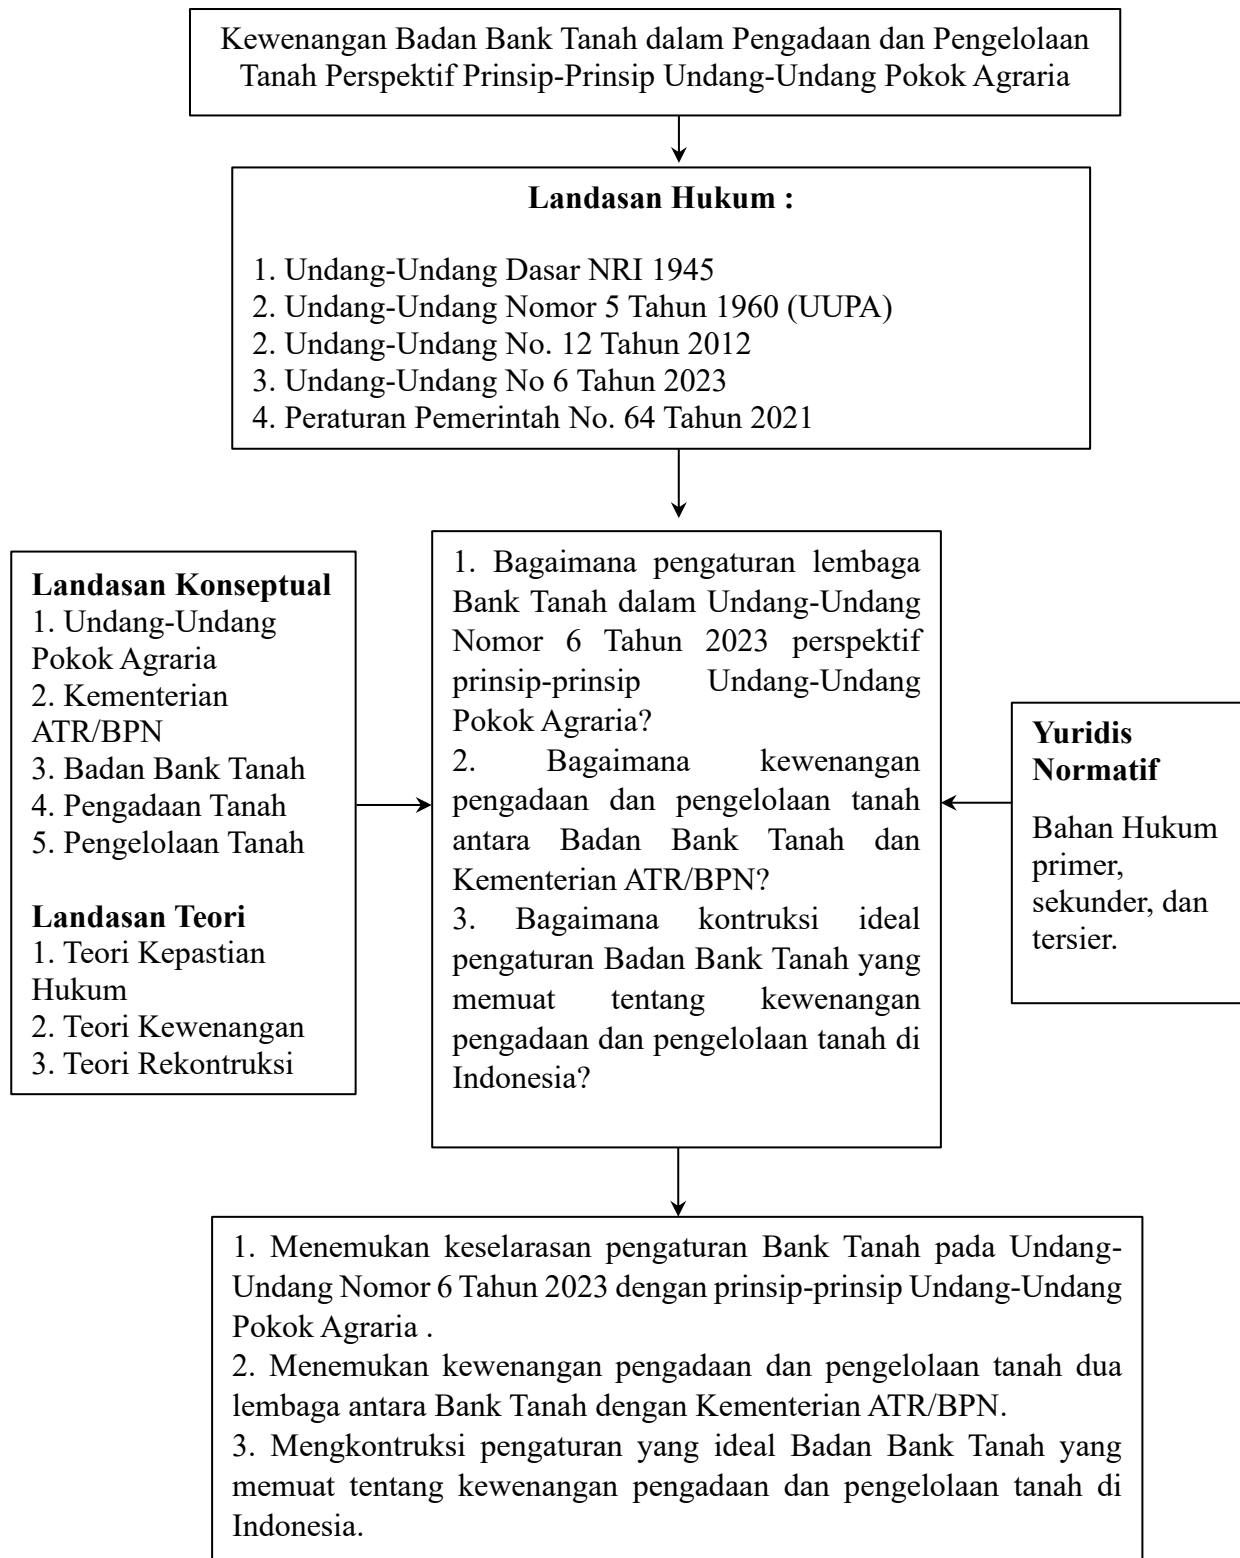 Kewenangan Badan Bank Tanah dalam Pengadaan dan Pengelolaan
Tanah Perspektif Prinsip-Prinsip Undang-Undang Pokok Agraria
Landasan Hukum :
1. Undang-Undang Dasar NRI 1945
2. Undang-Undang Nomor 5 Tahun 1960 (UUPA)
2. Undang-Undang No. 12 Tahun 2012
3. Undang-Undang No 6 Tahun 2023
4. Peraturan Pemerintah No. 64 Tahun 2021
Landasan Konseptual
1. Undang-Undang
Pokok Agraria
2. Kementerian
ATR/BPN
3. Badan Bank Tanah
4. Pengadaan Tanah
5. Pengelolaan Tanah
Landasan Teori
1. Teori Kepastian
Hukum
2. Teori Kewenangan
3. Teori Rekontruksi
1. Bagaimana pengaturan lembaga
Bank Tanah dalam Undang-Undang
Nomor 6 Tahun 2023 perspektif
prinsip-prinsip Undang-Undang
Pokok Agraria?
2. Bagaimana kewenangan
pengadaan dan pengelolaan tanah
antara Badan Bank Tanah dan
Kementerian ATR/BPN?
3. Bagaimana kontruksi ideal
pengaturan Badan Bank Tanah yang
memuat tentang kewenangan
pengadaan dan pengelolaan tanah di
Indonesia?
Yuridis
Normatif
Bahan Hukum
primer,
sekunder, dan
tersier.
1. Menemukan keselarasan pengaturan Bank Tanah pada Undang-
Undang Nomor 6 Tahun 2023 dengan prinsip-prinsip Undang-Undang
Pokok Agraria .
2. Menemukan kewenangan pengadaan dan pengelolaan tanah dua
lembaga antara Bank Tanah dengan Kementerian ATR/BPN.
3. Mengkontruksi pengaturan yang ideal Badan Bank Tanah yang
memuat tentang kewenangan pengadaan dan pengelolaan tanah di
Indonesia.